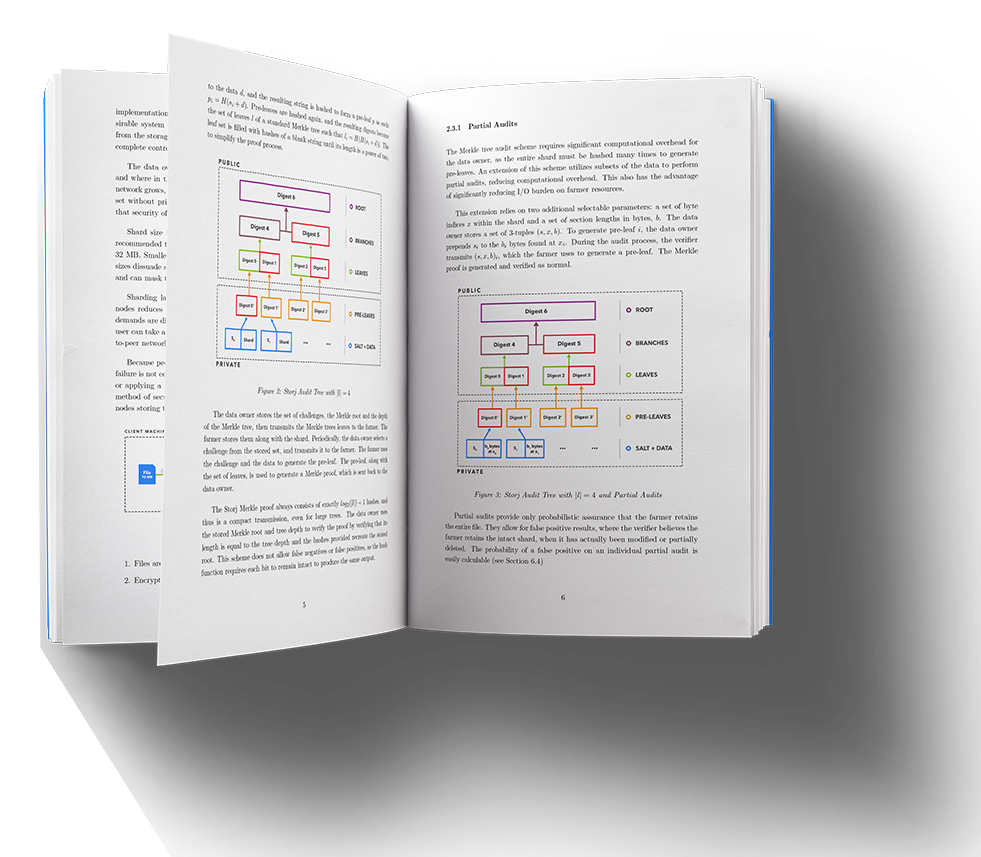 implementation
sirable system
from the storag
complete contro
The data ow
and where in t
network grows,
set without pri
that security of
Shard size
recommended t
32 MB. Smalle
sizes dissuade s
and can mask t
Sharding la
nodes reduces
demands are di
user can take a
to-peer network
Because pe
failure is not co
or applying a
method of secu
nodes storing t
CLIENT MACHIN
File
1. Files are
2. Encrypt
to the data d, and the resulting string is hashed to form a pre-leaf p as such:
pᵢ = H(sᵢ + d). Pre-leaves are hashed again, and the resulting digests become
the set of leaves l of a standard Merkle tree such that lᵢ = H(H(sᵢ + d)). The
leaf set is filled with hashes of a blank string until its length is a power of two,
to simplify the proof process.
PUBLIC
Digest 6
ROOT
Digest 4
Digest 5
BRANCHES
Digest 0
Digest 1
Digest 2
Digest 3
LEAVES
Digest 0'
Digest 1'
Digest 2'
Digest 3'
PRE-LEAVES
S₀
Shard
S₁
Shard
...
...
SALT + DATA
PRIVATE
Figure 2: Storj Audit Tree with |l| = 4
The data owner stores the set of challenges, the Merkle root and the depth
of the Merkle tree, then transmits the Merkle trees leaves to the farmer. The
farmer stores them along with the shard. Periodically, the data owner selects a
challenge from the stored set, and transmits it to the farmer. The farmer uses
the challenge and the data to generate the pre-leaf. The pre-leaf, along with
the set of leaves, is used to generate a Merkle proof, which is sent back to the
data owner.
The Storj Merkle proof always consists of exactly log₂(|l|) + 1 hashes, and
thus is a compact transmission, even for large trees. The data owner uses
the stored Merkle root and tree depth to verify the proof by verifying that its
length is equal to the tree depth and the hashes provided recreate the stored
root. This scheme does not allow false negatives or false positives, as the hash
function requires each bit to remain intact to produce the same output.
5
2.3.1 Partial Audits
The Merkle tree audit scheme requires significant computational overhead for
the data owner, as the entire shard must be hashed many times to generate
pre-leaves. An extension of this scheme utilizes subsets of the data to perform
partial audits, reducing computational overhead. This also has the advantage
of significantly reducing I/O burden on farmer resources.
This extension relies on two additional selectable parameters: a set of byte
indices x within the shard and a set of section lengths in bytes, b. The data
owner stores a set of 3-tuples (s, x, b). To generate pre-leaf i, the data owner
prepends sᵢ to the bᵢ bytes found at xᵢ. During the audit process, the verifier
transmits (s, x, b)ᵢ, which the farmer uses to generate a pre-leaf. The Merkle
proof is generated and verified as normal.
PUBLIC
Digest 6
ROOT
Digest 4
Digest 5
BRANCHES
Digest 0
Digest 1
Digest 2
Digest 3
LEAVES
Digest 0'
Digest 1'
Digest 2'
Digest 3'
PRE-LEAVES
S₀
b₀ bytes
at x₀
S₁
b₁ bytes
at x₁
...
...
SALT + DATA
PRIVATE
Figure 3: Storj Audit Tree with |l| = 4 and Partial Audits
Partial audits provide only probabilistic assurance that the farmer retains
the entire file. They allow for false positive results, where the verifier believes the
farmer retains the intact shard, when it has actually been modified or partially
deleted. The probability of a false positive on an individual partial audit is
easily calculable (see Section 6.4)
6